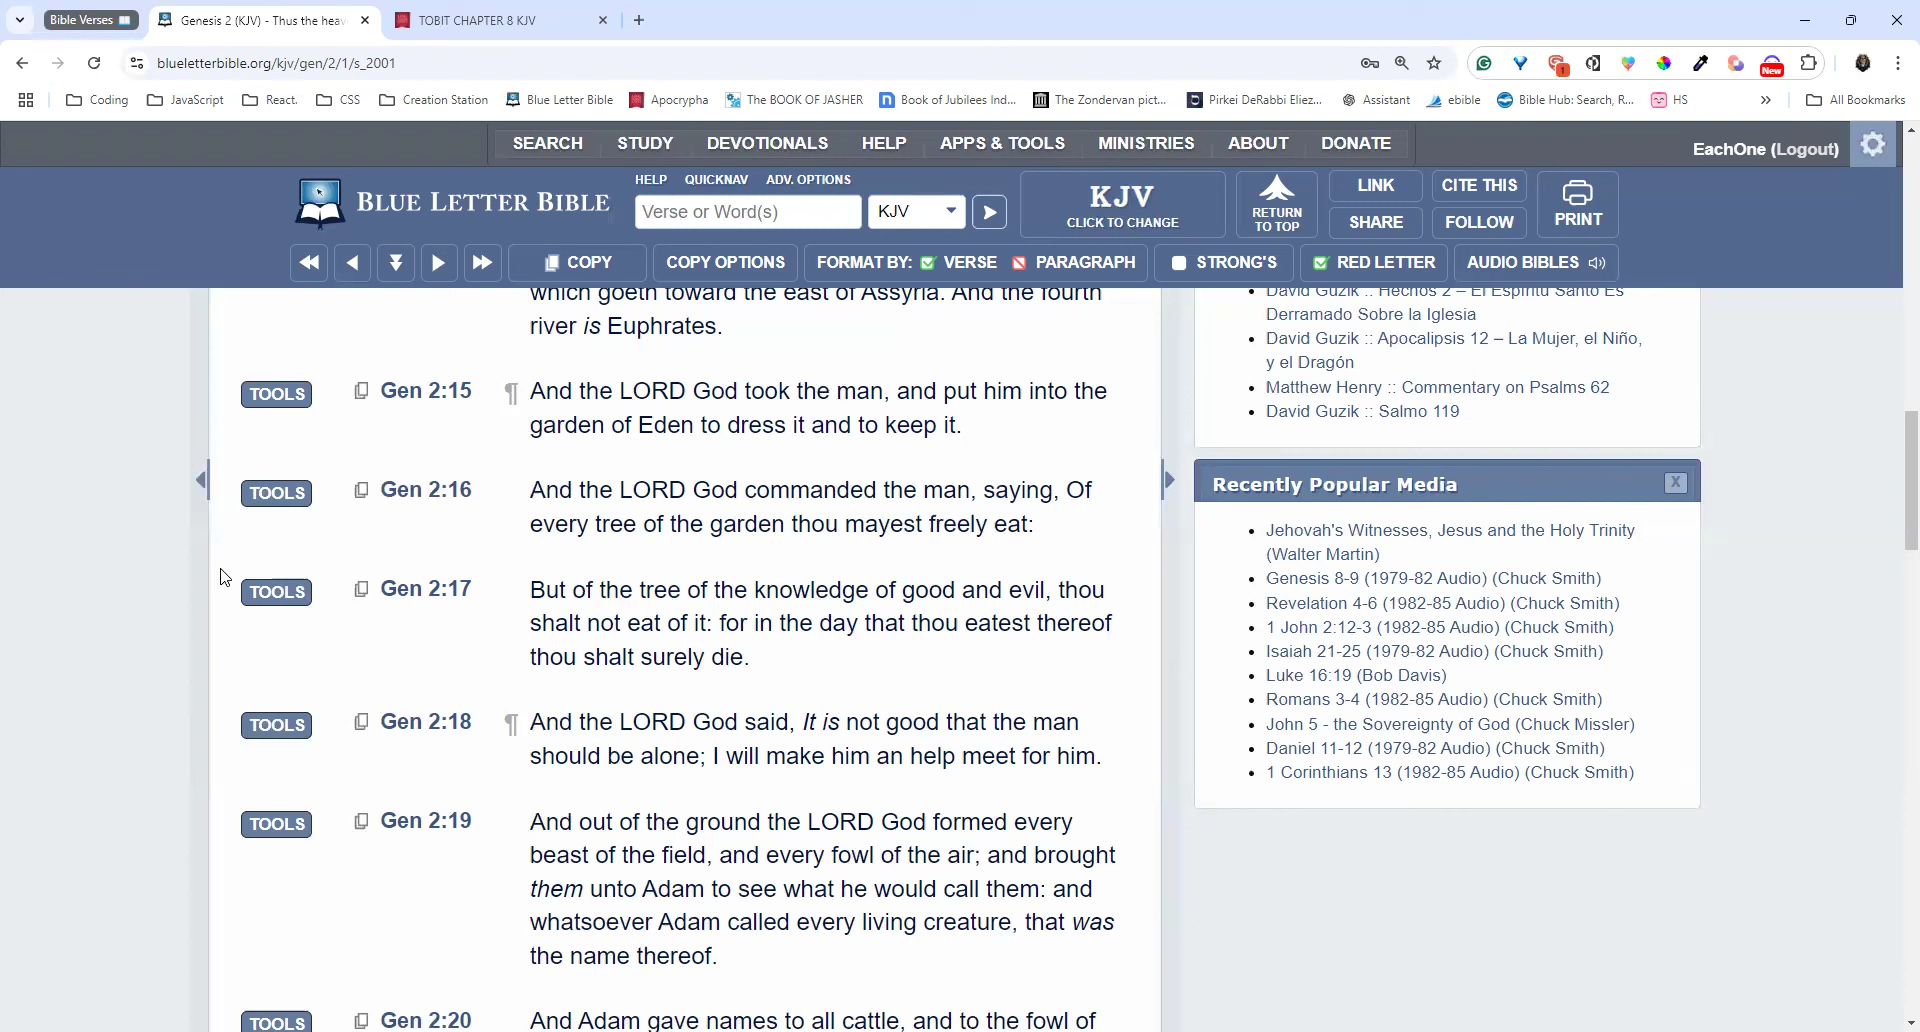 Bible Verses
Genesis 2 (KJV) - Thus the heav
TOBIT CHAPTER 8 KJV
blueletterbible.org/kjv/gen/2/1/s_2001
1
New
Coding
JavaScript
React.
CSS
Creation Station
Blue Letter Bible
Apocrypha
The BOOK OF JASHER
Book of Jubilees Ind...
The Zondervan pict...
Pirkei DeRabbi Eliez...
Assistant
ebible
Bible Hub: Search, R...
HS
All Bookmarks
SEARCH
STUDY
DEVOTIONALS
HELP
APPS & TOOLS
MINISTRIES
ABOUT
DONATE
EachOne (Logout)
BLUE LETTER BIBLE
HELP QUICKNAV ADV. OPTIONS
Verse or Word(s)
KJV
KJV
CLICK TO CHANGE
RETURN
TO TOP
LINK
CITE THIS
SHARE
FOLLOW
PRINT
COPY
COPY OPTIONS
FORMAT BY: VERSE PARAGRAPH
STRONG'S
RED LETTER
AUDIO BIBLES
which goeth toward the east of Assyria. And the fourth
river is Euphrates.
TOOLS Gen 2:15 ¶ And the LORD God took the man, and put him into the
garden of Eden to dress it and to keep it.
TOOLS Gen 2:16 And the LORD God commanded the man, saying, Of
every tree of the garden thou mayest freely eat:
TOOLS Gen 2:17 But of the tree of the knowledge of good and evil, thou
shalt not eat of it: for in the day that thou eatest thereof
thou shalt surely die.
TOOLS Gen 2:18 ¶ And the LORD God said, It is not good that the man
should be alone; I will make him an help meet for him.
TOOLS Gen 2:19 And out of the ground the LORD God formed every
beast of the field, and every fowl of the air; and brought
them unto Adam to see what he would call them: and
whatsoever Adam called every living creature, that was
the name thereof.
TOOLS Gen 2:20 And Adam gave names to all cattle, and to the fowl of
David Guzik :: Hechos 2 – El Espíritu Santo Es
Derramado Sobre la Iglesia
David Guzik :: Apocalipsis 12 – La Mujer, el Niño,
y el Dragón
Matthew Henry :: Commentary on Psalms 62
David Guzik :: Salmo 119
Recently Popular Media
X
Jehovah's Witnesses, Jesus and the Holy Trinity
(Walter Martin)
Genesis 8-9 (1979-82 Audio) (Chuck Smith)
Revelation 4-6 (1982-85 Audio) (Chuck Smith)
1 John 2:12-3 (1982-85 Audio) (Chuck Smith)
Isaiah 21-25 (1979-82 Audio) (Chuck Smith)
Luke 16:19 (Bob Davis)
Romans 3-4 (1982-85 Audio) (Chuck Smith)
John 5 - the Sovereignty of God (Chuck Missler)
Daniel 11-12 (1979-82 Audio) (Chuck Smith)
1 Corinthians 13 (1982-85 Audio) (Chuck Smith)